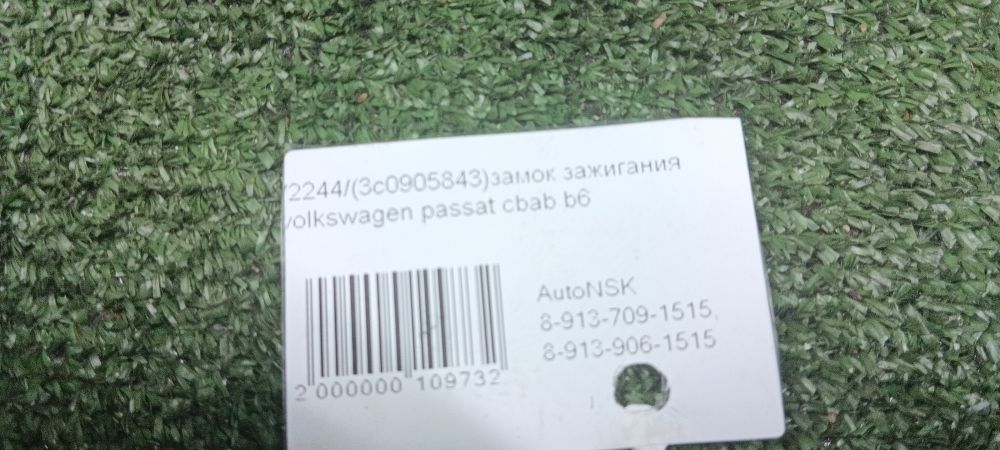 /2244/(3c0905843)замок зажигания
volkswagen passat cbab b6
AutoNSK
8-913-709-1515,
8-913-906-1515
2 000000 109732